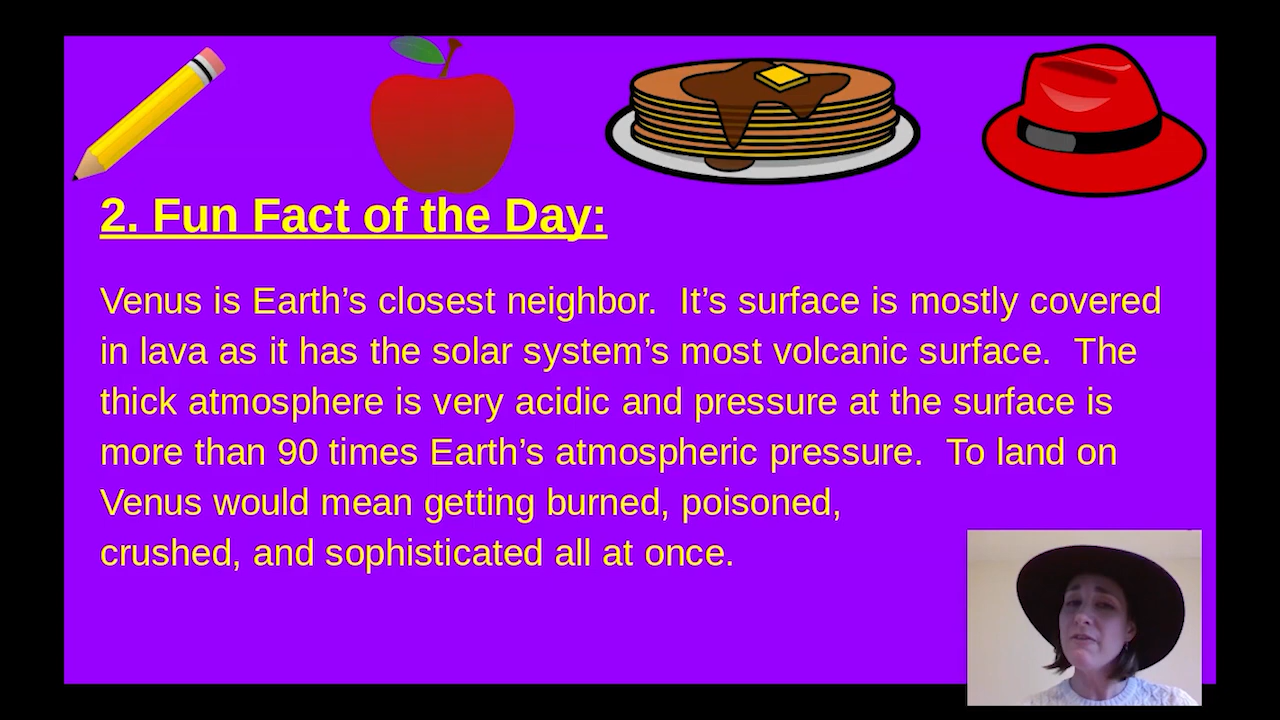 2. Fun Fact of the Day:
Venus is Earth’s closest neighbor.  It’s surface is mostly covered
in lava as it has the solar system’s most volcanic surface.  The
thick atmosphere is very acidic and pressure at the surface is
more than 90 times Earth’s atmospheric pressure.  To land on
Venus would mean getting burned, poisoned,
crushed, and sophisticated all at once.